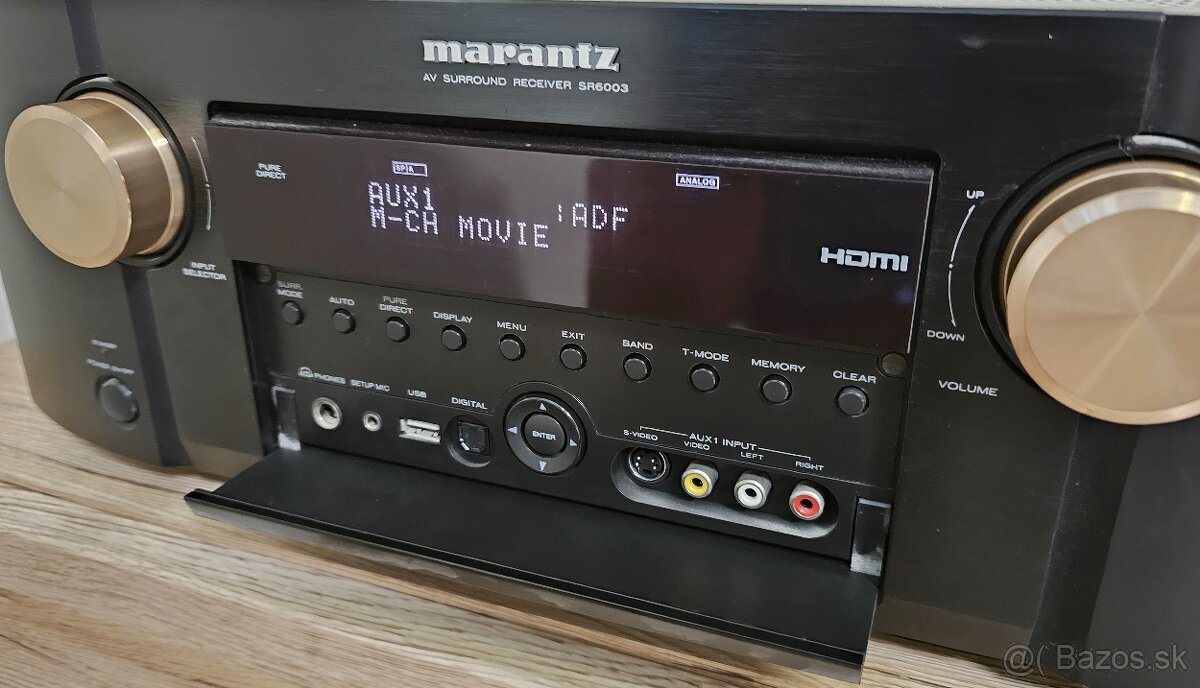 marantz
AV SURROUND RECEIVER SR6003
PURE
DIRECT
SP A
ANALOG
AUX1 :ADF
M-CH MOVIE
HDMI
UP
DOWN
VOLUME
INPUT
SELECTOR
SURR.
MODE
AUTO
PURE
DIRECT
DISPLAY
MENU
EXIT
BAND
T-MODE
MEMORY
CLEAR
PHONES
SETUP MIC
USB
DIGITAL
ENTER
AUX1 INPUT
S-VIDEO
VIDEO
LEFT
RIGHT
Bazos.sk